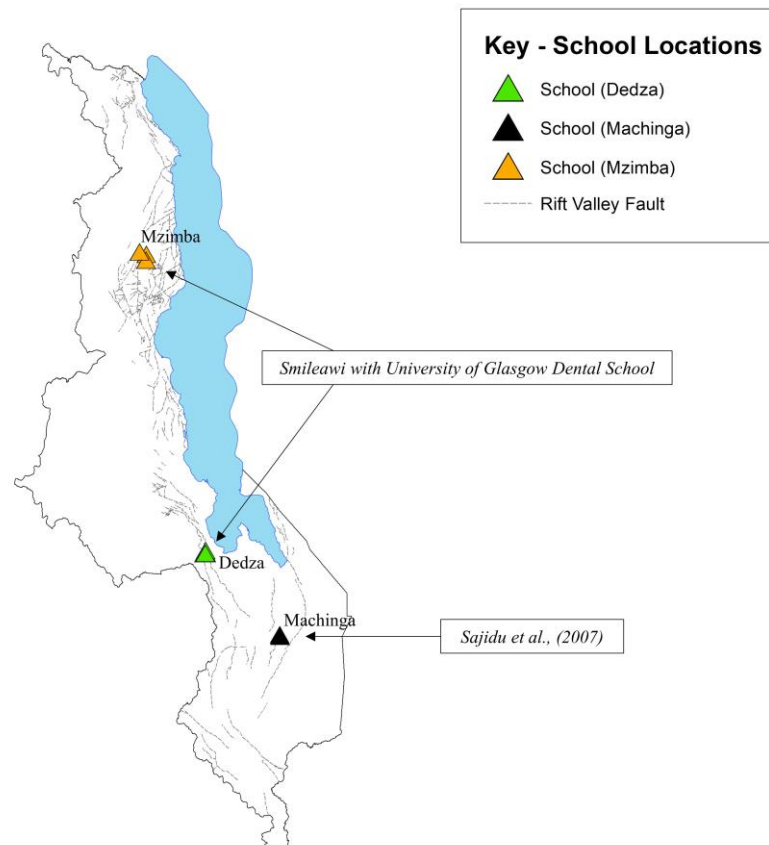 Key - School Locations
School (Dedza)
School (Machinga)
School (Mzimba)
Rift Valley Fault
Mzimba
Smileawi with University of Glasgow Dental School
Dedza
Machinga
Sajidu et al., (2007)